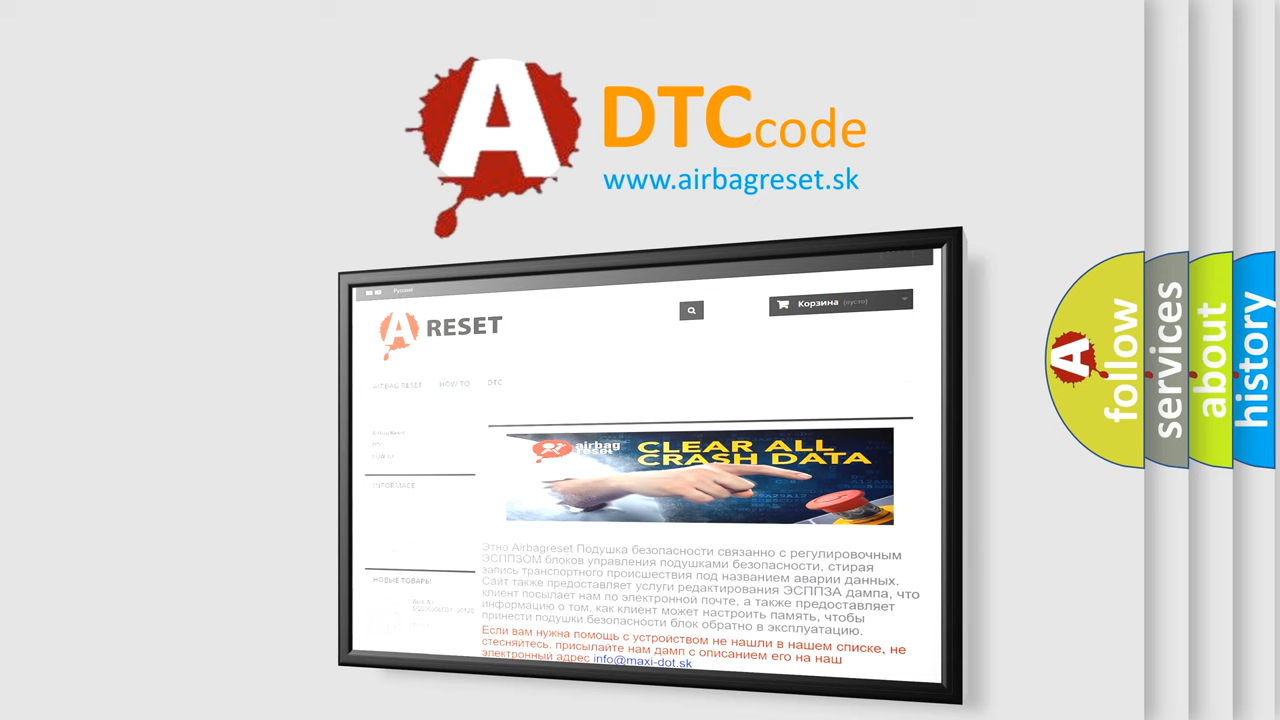 A DTCcode
www.airbagreset.sk
Русский
A RESET
Корзина (пусто)
AIRBAG RESET HOW TO DTC
INFORMACE
airbag
reset
CLEAR ALL
CRASH DATA
Этно Airbagreset Подушка безопасности связанно с регулировочным
ЭСППЗОМ блоков управления подушками безопасности, стирая
запись транспортного происшествия под названием аварии данных.
Сайт также предоставляет услуги редактирования ЭСППЗА дампа, что
клиент посылает нам по электронной почте, а также предоставляет
информацию о том, как клиент может настроить память, чтобы
принести подушки безопасности блок обратно в эксплуатацию.
Если вам нужна помощь с устройством не нашли в нашем списке, не
стесняйтесь, присылайте нам дамп с описанием его на наш
электронный адрес info@maxi-dot.sk
НОВЫЕ ТОВАРЫ
A follow
services
about
history